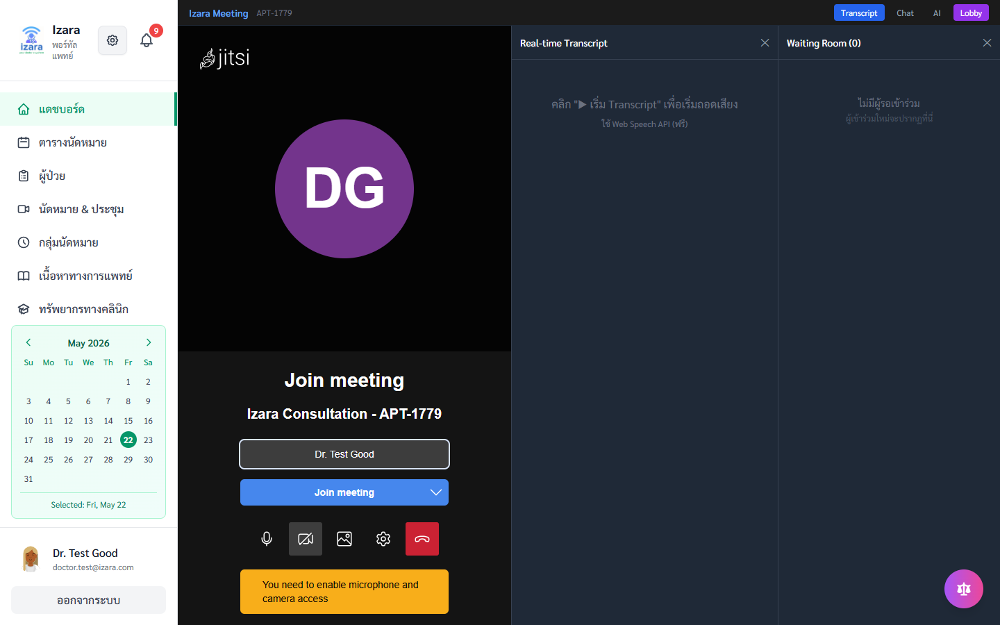 Izara
พอร์ทัล
แพทย์
izara
9
แดชบอร์ด
ตารางนัดหมาย
ผู้ป่วย
นัดหมาย & ประชุม
กลุ่มนัดหมาย
เนื้อหาทางการแพทย์
ทรัพยากรทางคลินิก
May 2026
Su Mo Tu We Th Fr Sa
1 2
3 4 5 6 7 8 9
10 11 12 13 14 15 16
17 18 19 20 21 22 23
24 25 26 27 28 29 30
31
Selected: Fri, May 22
Dr. Test Good
doctor.test@izara.com
ออกจากระบบ
Izara Meeting APT-1779
Transcript Chat AI Lobby
jitsi
DG
Join meeting
Izara Consultation - APT-1779
Dr. Test Good
Join meeting
You need to enable microphone and
camera access
Real-time Transcript
คลิก "▶ เริ่ม Transcript" เพื่อเริ่มถอดเสียง
ใช้ Web Speech API (ฟรี)
Waiting Room (0)
ไม่มีผู้รอเข้าร่วม
ผู้เข้าร่วมใหม่จะปรากฏที่นี่